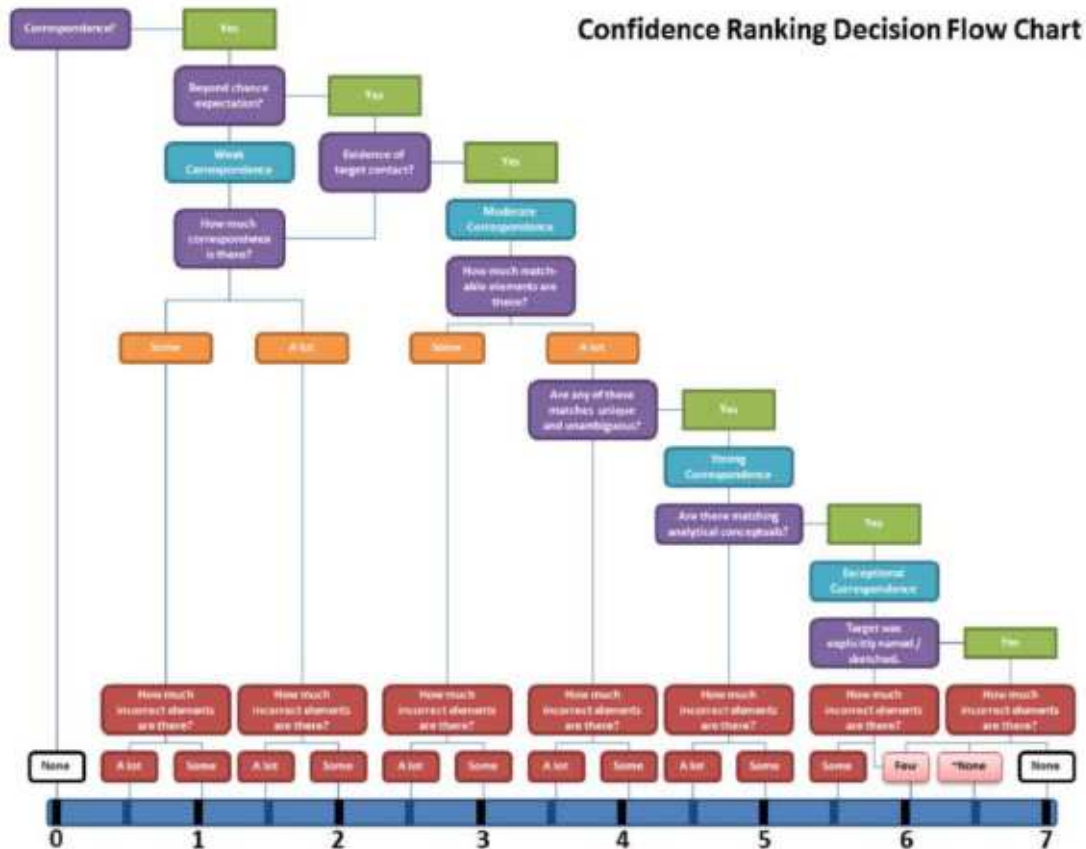 Confidence Ranking Decision Flow Chart
Correspondence?
Yes
Beyond chance
expectation?
Yes
Weak
Correspondence
Evidence of
target contact?
Yes
How much
correspondence
is there?
Moderate
Correspondence
How much match-
able elements are
there?
Some
A lot
Some
A lot
Are any of these
matches unique
and unambiguous?
Yes
Strong
Correspondence
Are there matching
analytical conceptuals?
Yes
Exceptional
Correspondence
Target was
explicitly named /
sketched.
Yes
How much
incorrect elements
are there?
How much
incorrect elements
are there?
How much
incorrect elements
are there?
How much
incorrect elements
are there?
How much
incorrect elements
are there?
How much
incorrect elements
are there?
How much
incorrect elements
are there?
None
A lot
Some
A lot
Some
A lot
Some
A lot
Some
A lot
Some
Some
Few
~None
None
0 1 2 3 4 5 6 7